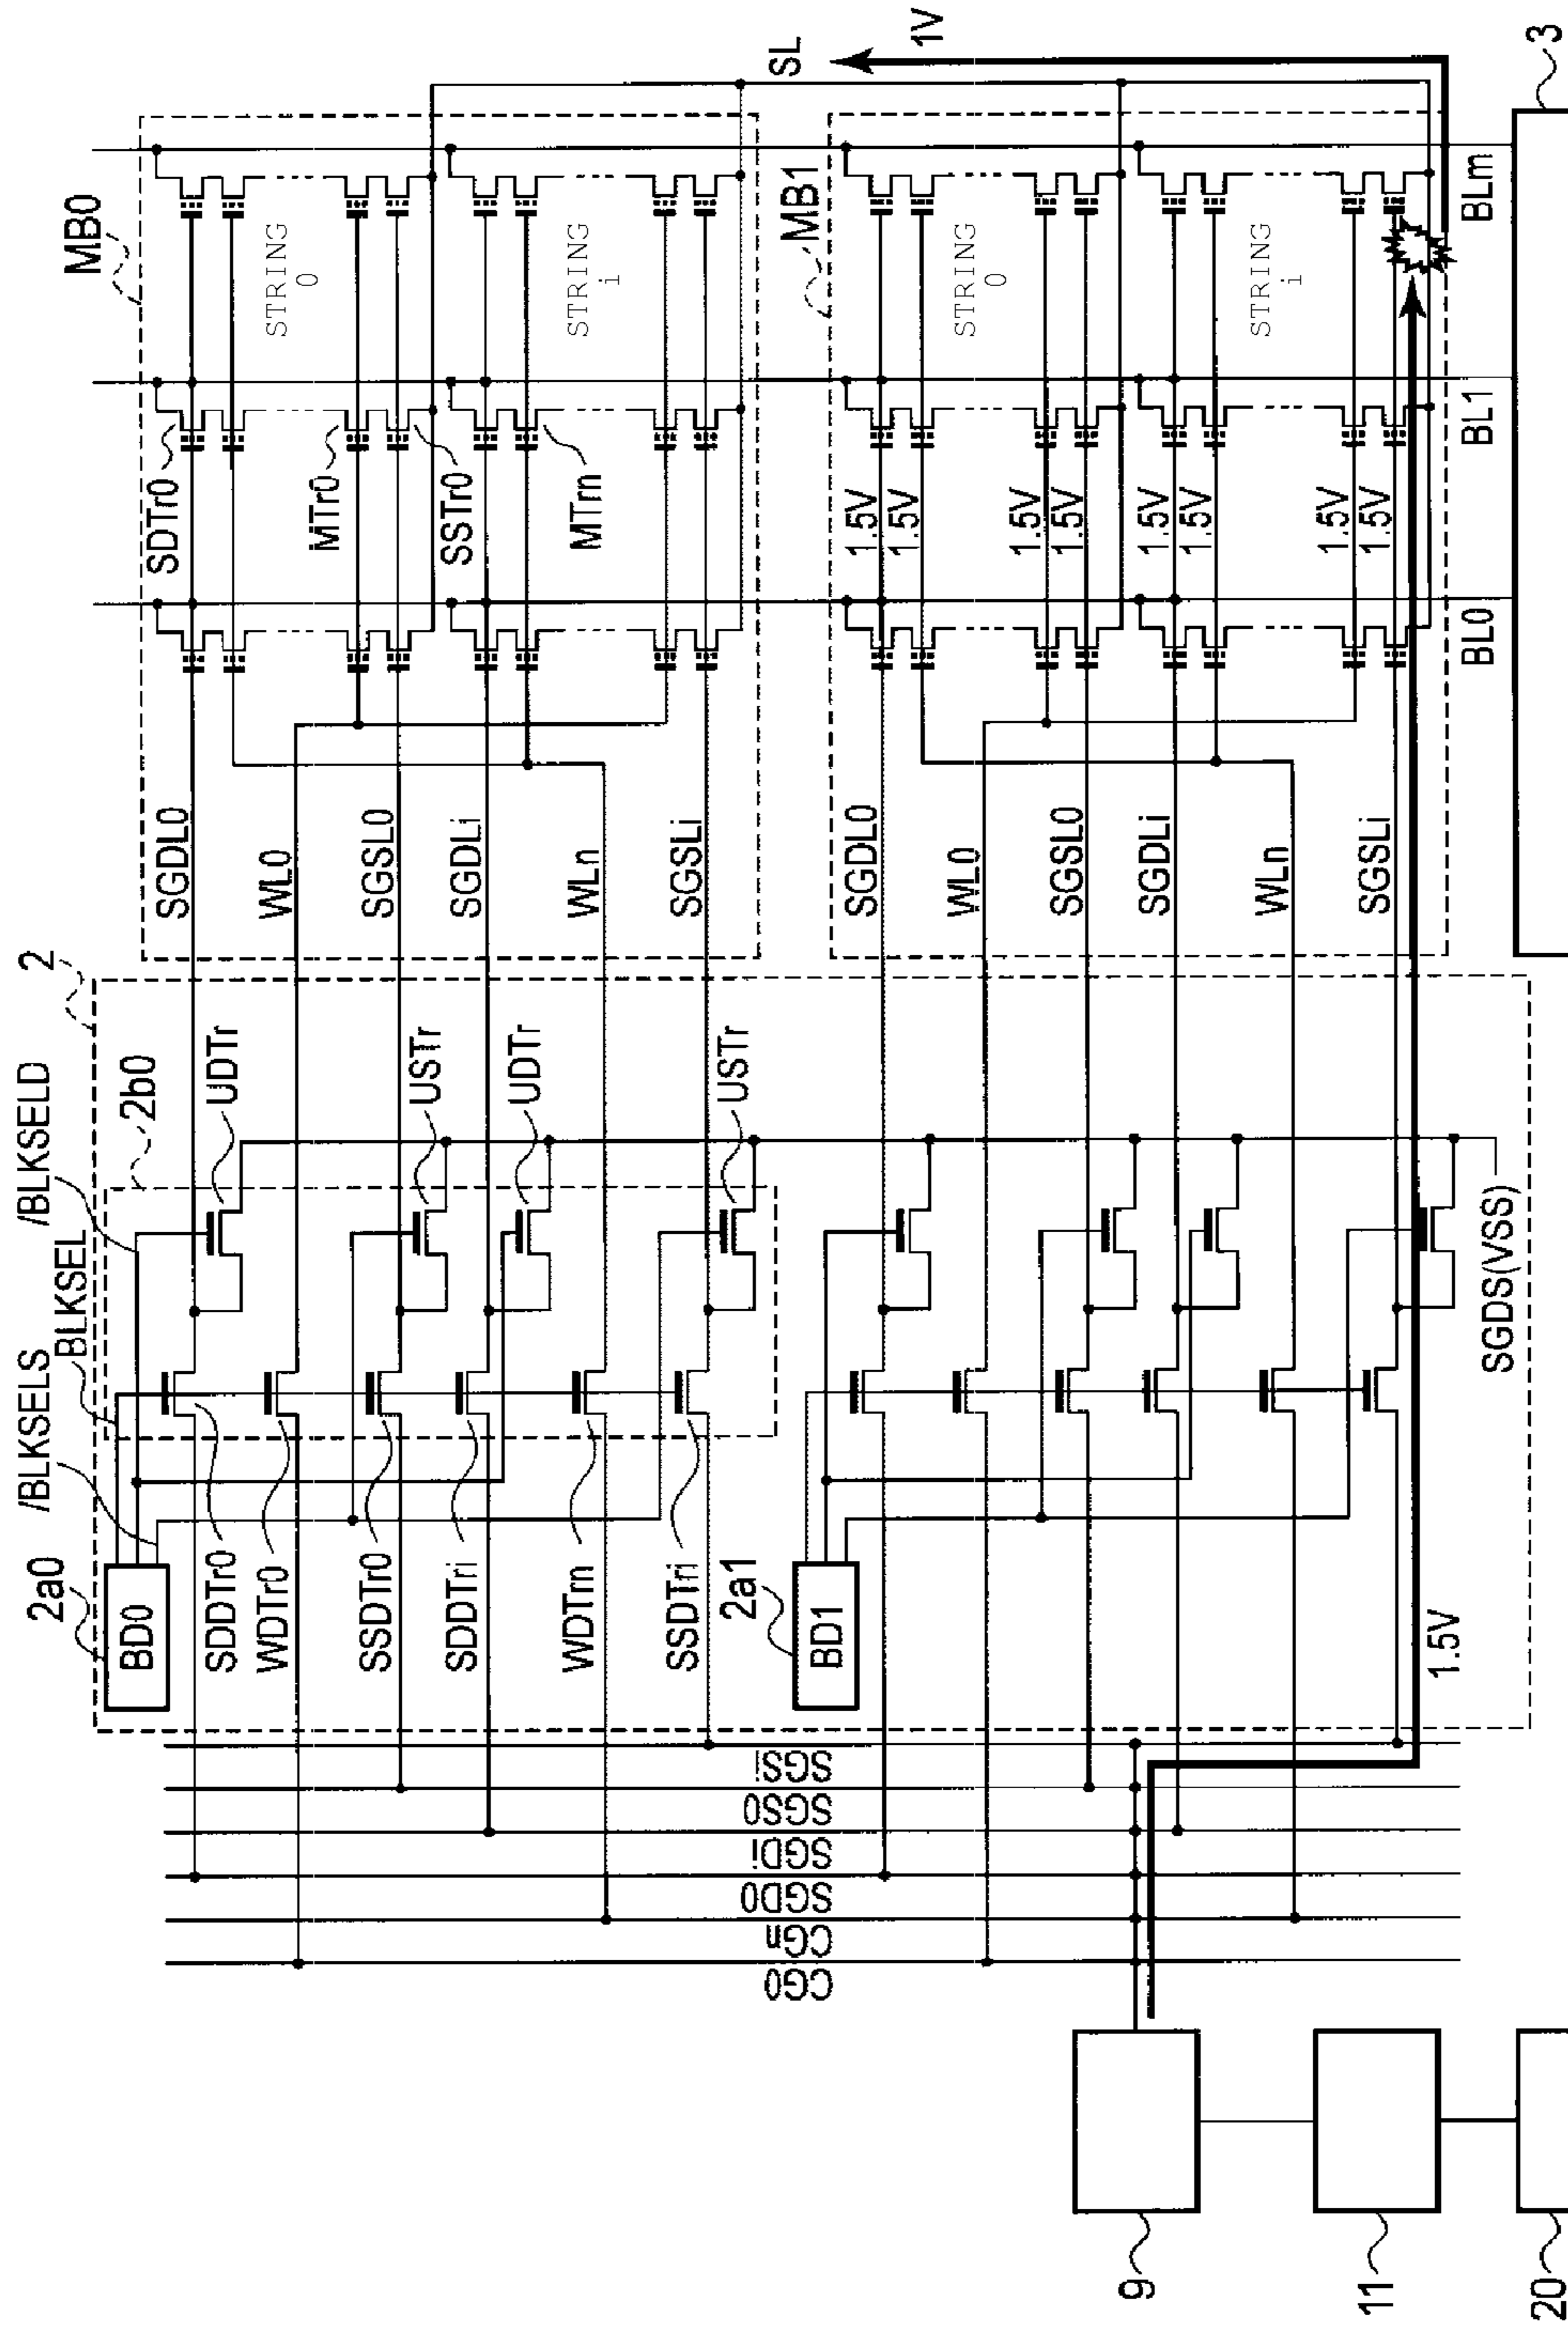 2
/BLKSELD
/BLKSELS
BLKSEL
2b0
2a0
BD0
MB0
SGDL0
WL0
SGSL0
SGDLi
WLn
SGSLi
SDTr0
MTr0
SSTr0
MTrn
STRING
0
STRING
i
UDTr
USTr
UDTr
USTr
SDDTr0
WDTr0
SSDTr0
SDDTri
WDTrn
SSDTri
SL
1V
2a1
BD1
MB1
SGDL0
WL0
SGSL0
SGDLi
WLn
SGSLi
1.5V
1.5V
1.5V
1.5V
1.5V
1.5V
1.5V
1.5V
STRING
0
STRING
i
SGSi
SGS0
SGDi
SGD0
CGn
CG0
1.5V
SGDS(VSS)
BL0
BL1
BLm
3
9
11
20